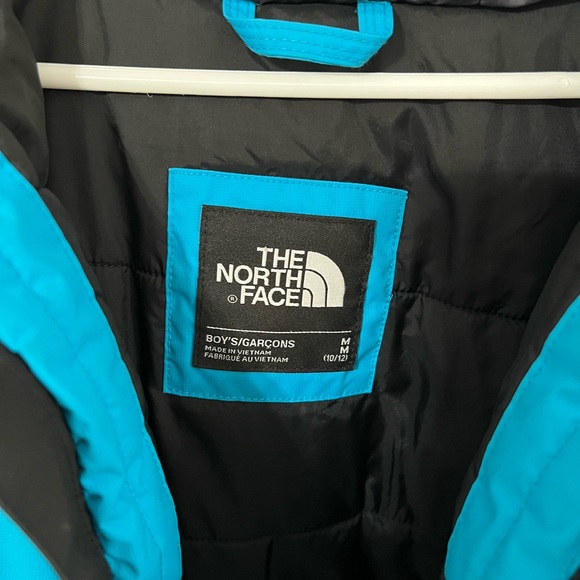 THE
NORTH
® FACE
BOY'S/GARÇONS M
MADE IN VIETNAM M
FABRIQUÉ AU VIETNAM (10/12)